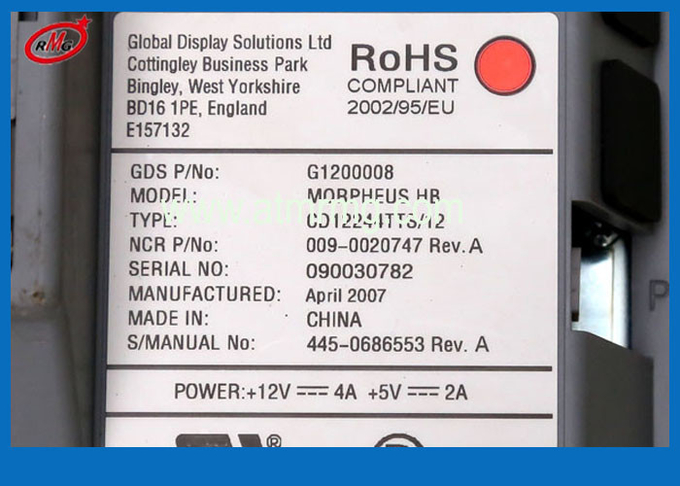 RMG
Global Display Solutions Ltd
Cottingley Business Park
Bingley, West Yorkshire
BD16 1PE, England
E157132
RoHS
COMPLIANT
2002/95/EU
GDS P/No: G1200008
MODEL: MORPHEUS HB
TYPE:
NCR P/No: 009-0020747 Rev.A
SERIAL NO: 090030782
MANUFACTURED: April 2007
MADE IN: CHINA
S/MANUAL No: 445-0686553 Rev. A
POWER:+12V 4A +5V 2A
®
P